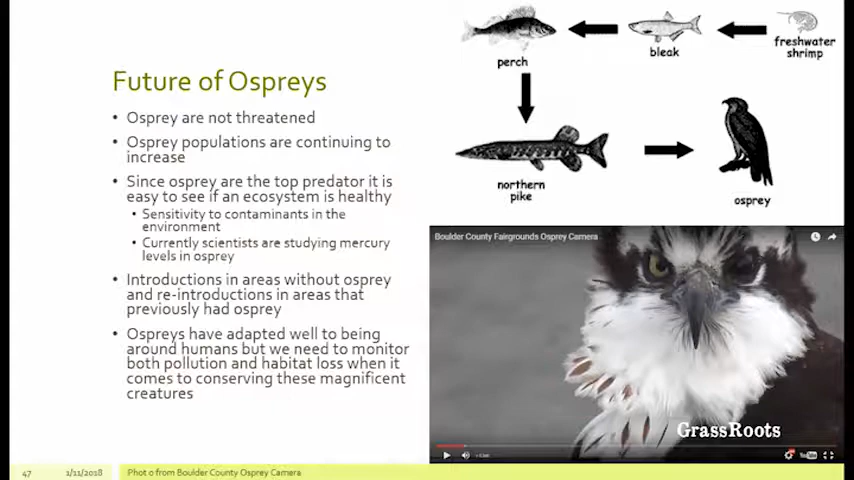 Future of Ospreys
Osprey are not threatened
Osprey populations are continuing to
increase
Since osprey are the top predator it is
easy to see if an ecosystem is healthy
Sensitivity to contaminants in the
environment
Currently scientists are studying mercury
levels in osprey
Introductions in areas without osprey
and re-introductions in areas that
previously had osprey
Ospreys have adapted well to being
around humans but we need to monitor
both pollution and habitat loss when it
comes to conserving these magnificent
creatures
perch
bleak
freshwater
shrimp
northern
pike
osprey
Boulder County Fairgrounds Osprey Camera
GrassRoots
YouTube
47
1/11/2018
Phot o from Boulder County Osprey Camera